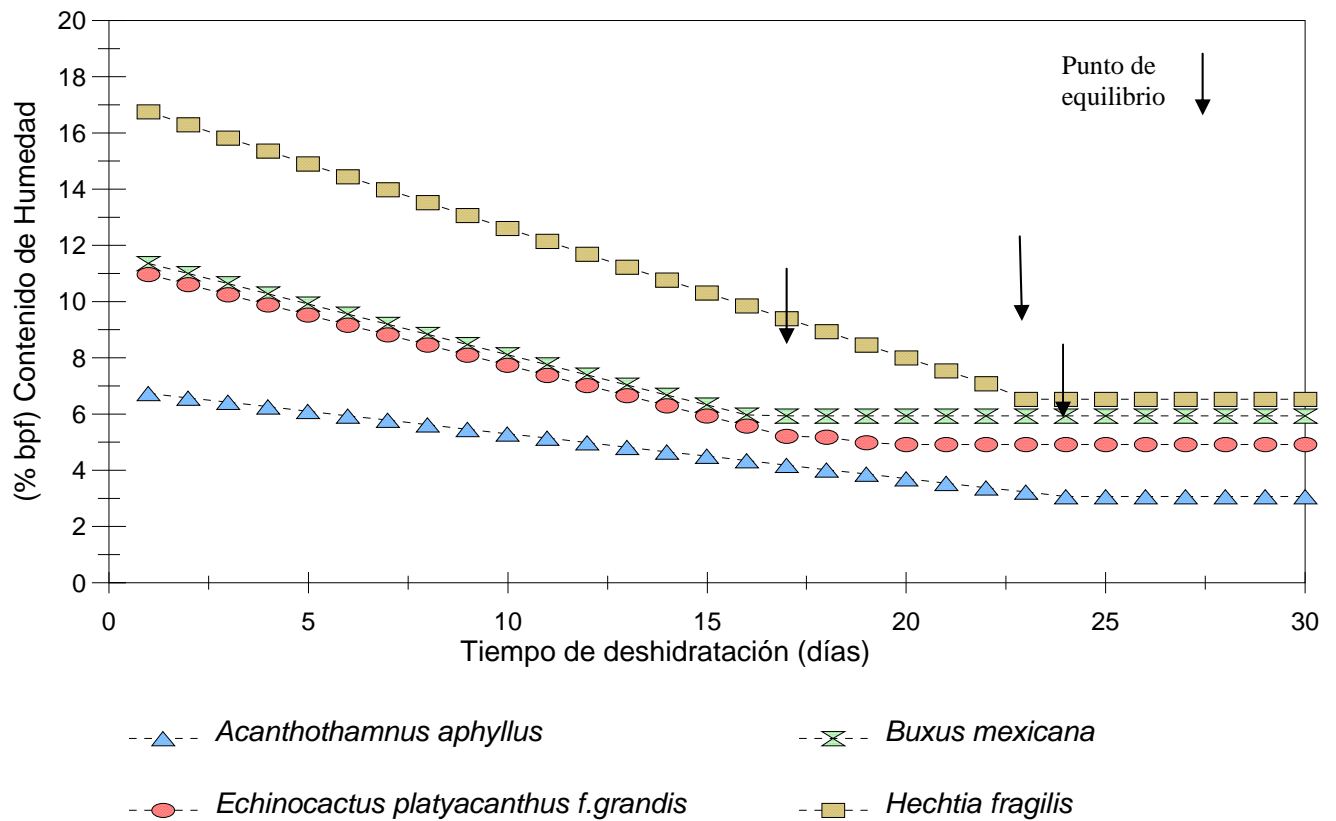 20
18
16
14
12
10
8
6
4
2
0
(% bpf) Contenido de Humedad
Punto de
equilibrio
0 5 10 15 20 25 30
Tiempo de deshidratación (días)
Acanthothamnus aphyllus
Buxus mexicana
Echinocactus platyacanthus f.grandis
Hechtia fragilis